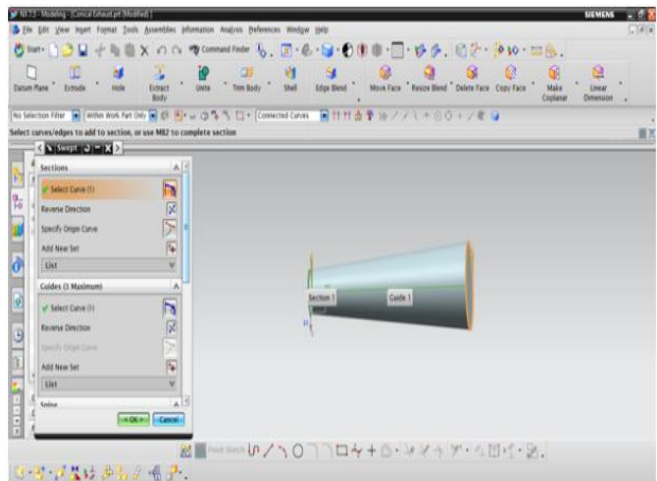 NX 7.5 - Modeling - [Conical Exhaust.prt (Modified)] SIEMENS
File Edit View Insert Format Tools Assemblies Information Analysis Preferences Window Help
Start Command Finder
Datum Plane Extrude Hole Extract Body Unite Trim Body Shell Edge Blend Move Face Resize Blend Delete Face Copy Face Make Coplanar Linear Dimension
No Selection Filter Within Work Part Only Connected Curves
Select curves/edges to add to section, or use MB2 to complete section
Swept
Sections
Select Curve (1)
Reverse Direction
Specify Origin Curve
Add New Set
List
Guides (3 Maximum)
Select Curve (1)
Reverse Direction
Specify Origin Curve
Add New Set
List
Spine
< OK > Cancel
Section 1 Guide 1
Finish Sketch